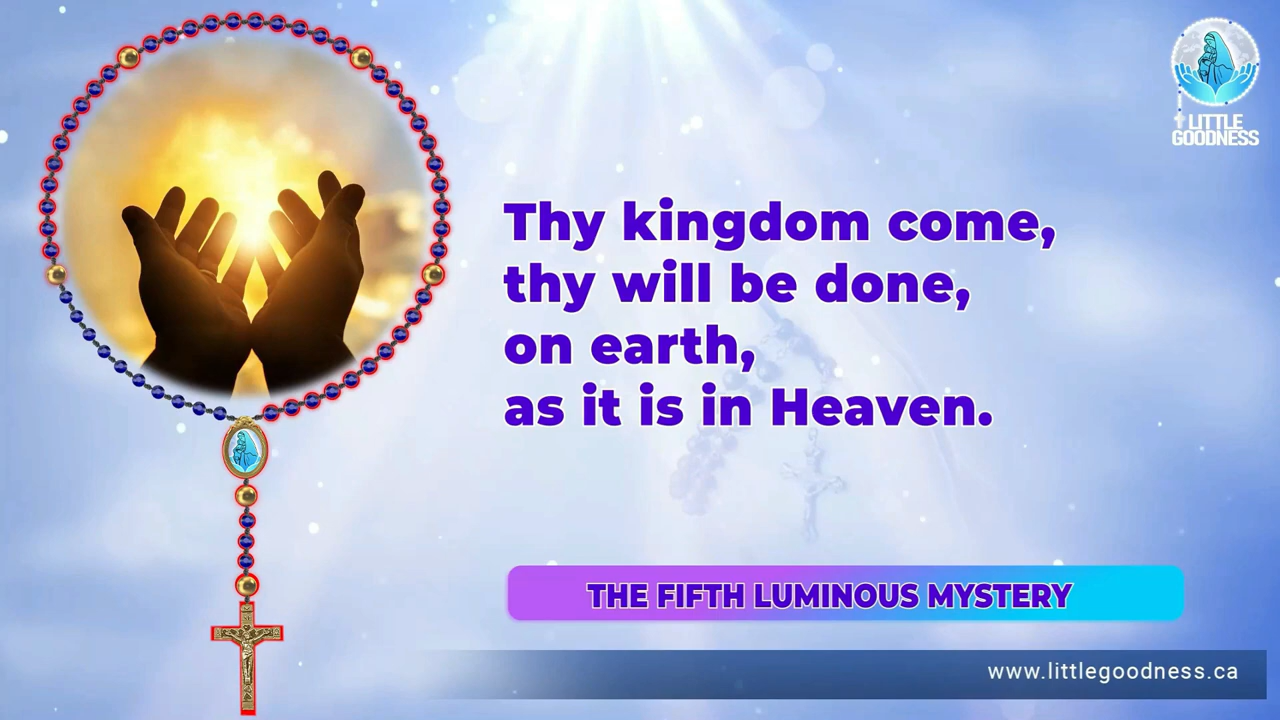 LITTLE
GOODNESS
Thy kingdom come,
thy will be done,
on earth,
as it is in Heaven.
THE FIFTH LUMINOUS MYSTERY
www.littlegoodness.ca